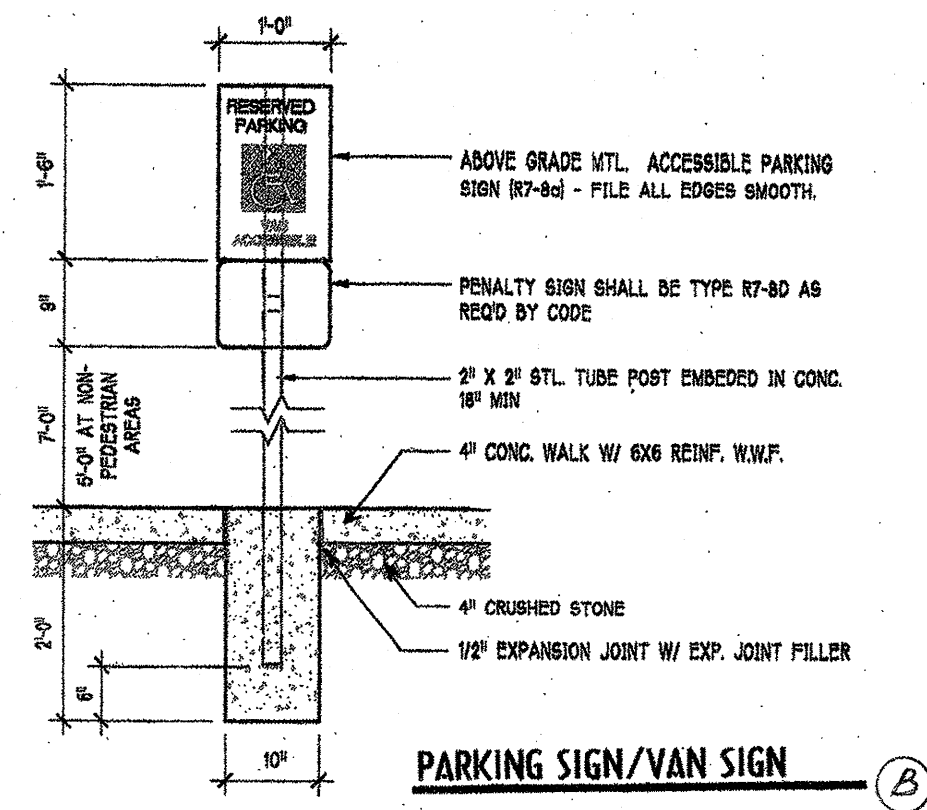 1'-0"
RESERVED
PARKING
VAN
ACCESSIBLE
1'-6"
9"
7'-0"
5'-0" AT NON-
PEDESTRIAN
AREAS
2'-0"
6"
10"
ABOVE GRADE MTL. ACCESSIBLE PARKING
SIGN (R7-8a) - FILE ALL EDGES SMOOTH.
PENALTY SIGN SHALL BE TYPE R7-8D AS
REQ'D BY CODE
2" X 2" STL. TUBE POST EMBEDED IN CONC.
18" MIN
4" CONC. WALK W/ 6X6 REINF. W.W.F.
4" CRUSHED STONE
1/2" EXPANSION JOINT W/ EXP. JOINT FILLER
PARKING SIGN/VAN SIGN
B